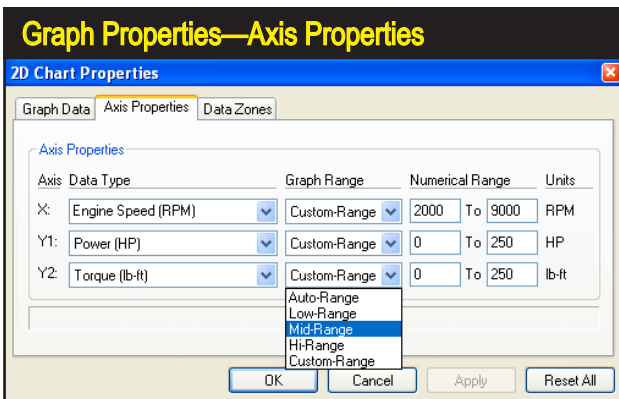 Graph Properties—Axis Properties
2D Chart Properties
Graph Data Axis Properties Data Zones
Axis Properties
Axis Data Type Graph Range Numerical Range Units
X: Engine Speed (RPM) Custom-Range 2000 To 9000 RPM
Y1: Power (HP) Custom-Range 0 To 250 HP
Y2: Torque (lb-ft) Custom-Range 0 To 250 lb-ft
Auto-Range
Low-Range
Mid-Range
Hi-Range
Custom-Range
OK Cancel Apply Reset All